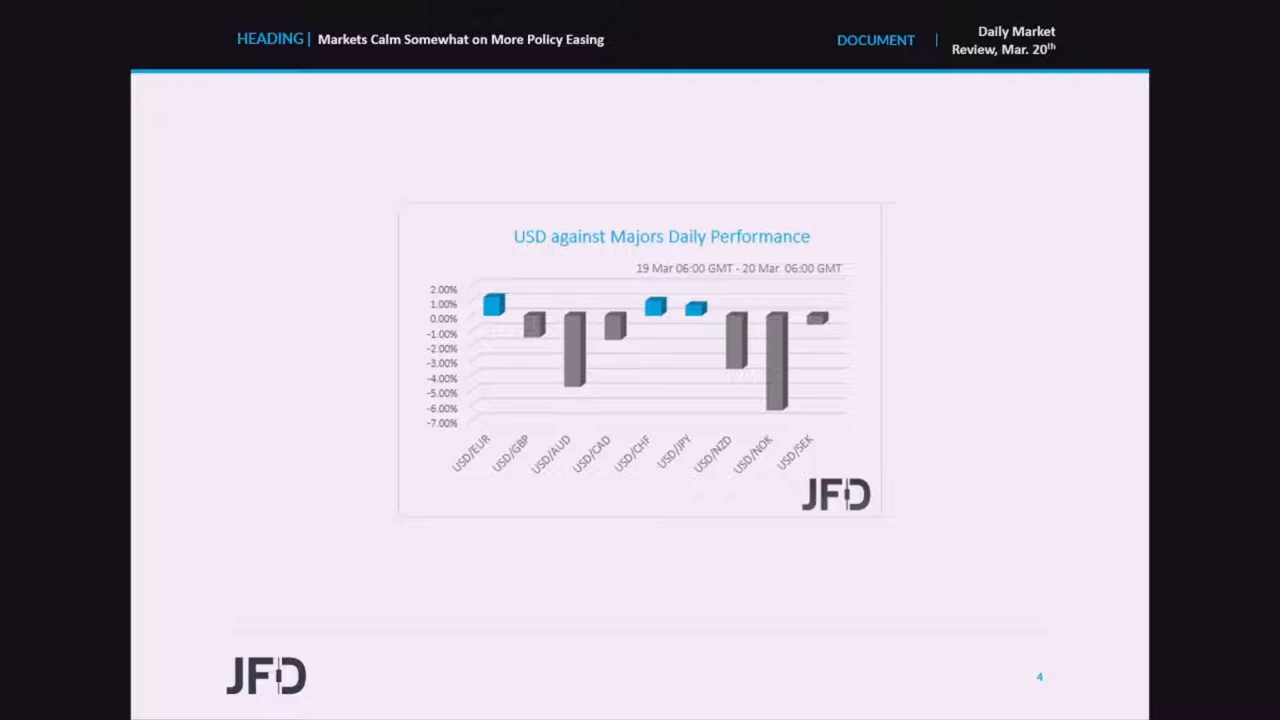 HEADING | Markets Calm Somewhat on More Policy Easing
DOCUMENT | Daily Market
Review, Mar. 20th
USD against Majors Daily Performance
19 Mar 06:00 GMT - 20 Mar. 06:00 GMT
2.00%
1.00%
0.00%
-1.00%
-2.00%
-3.00%
-4.00%
-5.00%
-6.00%
-7.00%
USD/EUR
USD/GBP
USD/AUD
USD/CAD
USD/CHF
USD/JPY
USD/NZD
USD/NOK
USD/SEK
JFD
JFD
4